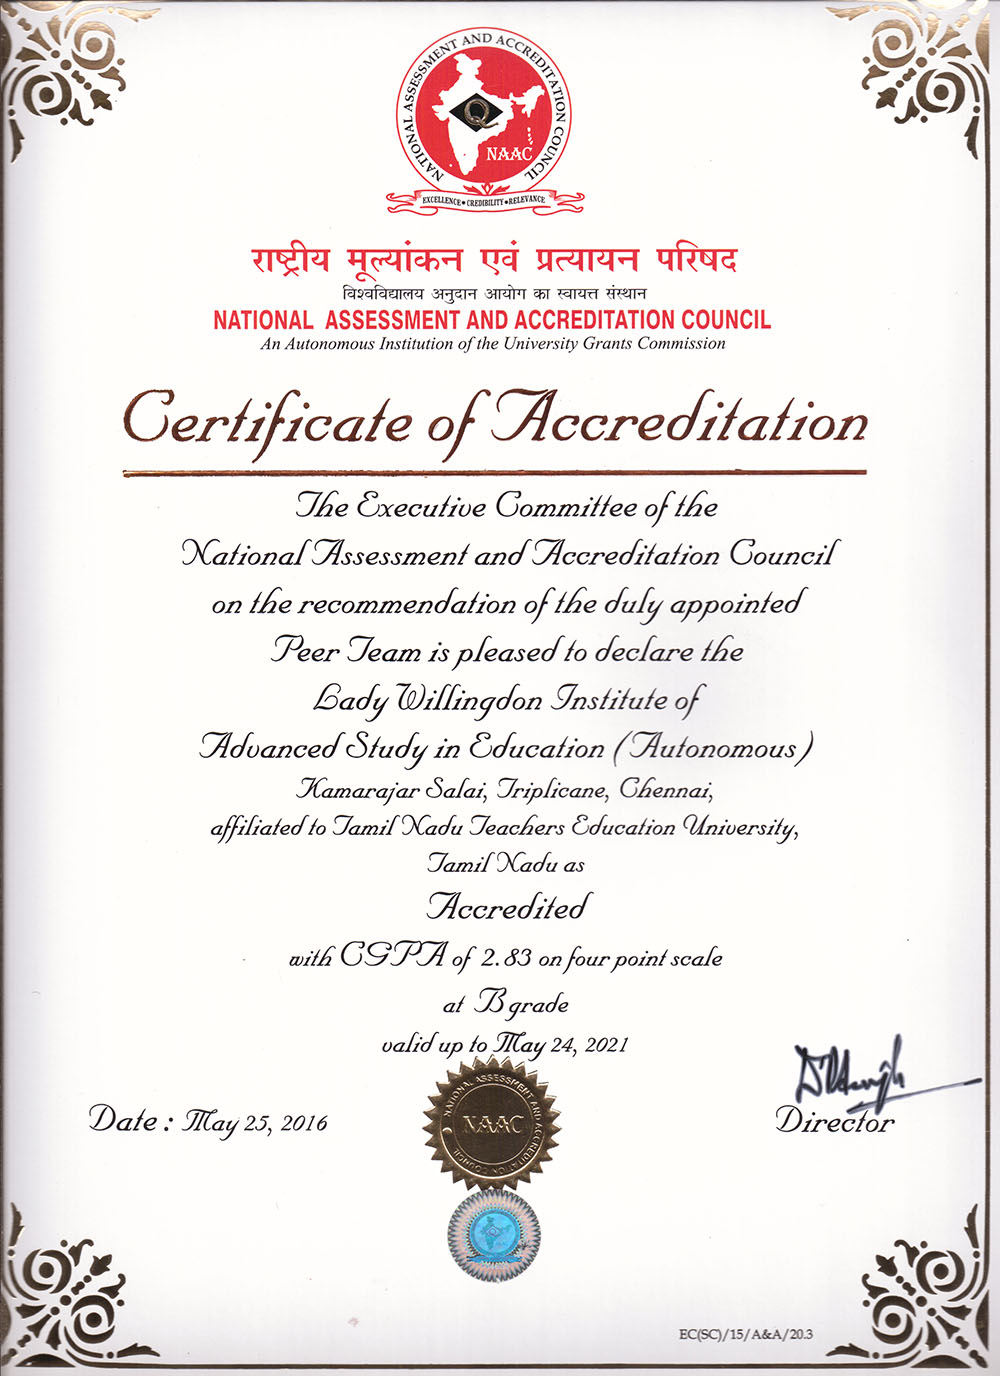 NATIONAL ASSESSMENT AND ACCREDITATION COUNCIL
Q
NAAC
EXCELLENCE • CREDIBILITY • RELEVANCE
राष्ट्रीय मूल्यांकन एवं प्रत्यायन परिषद
विश्वविद्यालय अनुदान आयोग का स्वायत्त संस्थान
NATIONAL ASSESSMENT AND ACCREDITATION COUNCIL
An Autonomous Institution of the University Grants Commission
Certificate of Accreditation
The Executive Committee of the
National Assessment and Accreditation Council
on the recommendation of the duly appointed
Peer Team is pleased to declare the
Lady Willingdon Institute of
Advanced Study in Education (Autonomous)
Kamarajar Salai, Triplicane, Chennai,
affiliated to Tamil Nadu Teachers Education University,
Tamil Nadu as
Accredited
with CGPA of 2.83 on four point scale
at B grade
valid up to May 24, 2021
NATIONAL ASSESSMENT AND ACCREDITATION COUNCIL
NAAC
Date : May 25, 2016
Director
EC(SC)/15/A&A/20.3